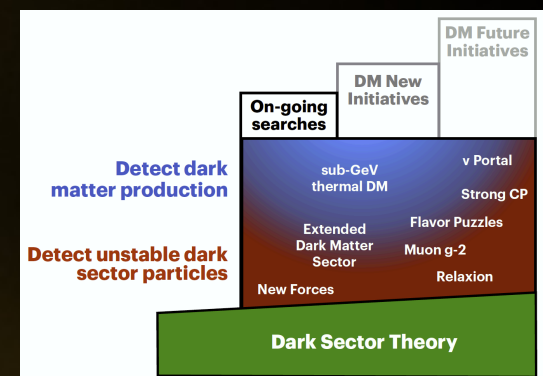 DM Future
Initiatives
DM New
Initiatives
On-going
searches
Detect dark
matter production
sub-GeV
thermal DM
ν Portal
Strong CP
Flavor Puzzles
Extended
Dark Matter
Sector
Muon g-2
Detect unstable dark
sector particles
Relaxion
New Forces
Dark Sector Theory